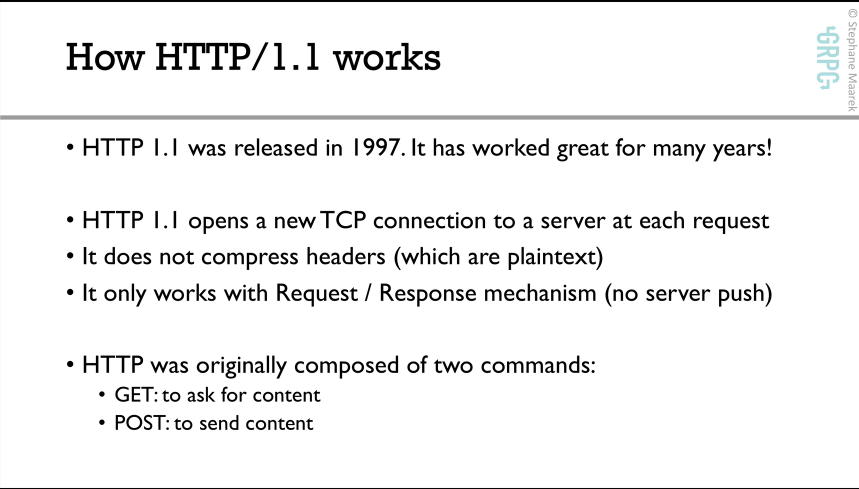 How HTTP/1.1 works
© Stephane Maarek
GRPC
• HTTP 1.1 was released in 1997. It has worked great for many years!
• HTTP 1.1 opens a new TCP connection to a server at each request
• It does not compress headers (which are plaintext)
• It only works with Request / Response mechanism (no server push)
• HTTP was originally composed of two commands:
• GET: to ask for content
• POST: to send content